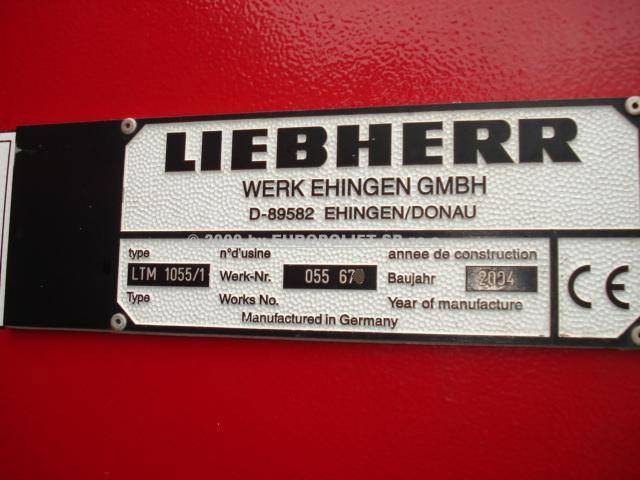 LIEBHERR
WERK EHINGEN GMBH
D-89582 EHINGEN/DONAU
type n°d'usine annee de construction
LTM 1055/1 Werk-Nr. 055 67 Baujahr 2004
Type Works No. Year of manufacture
Manufactured in Germany
CE